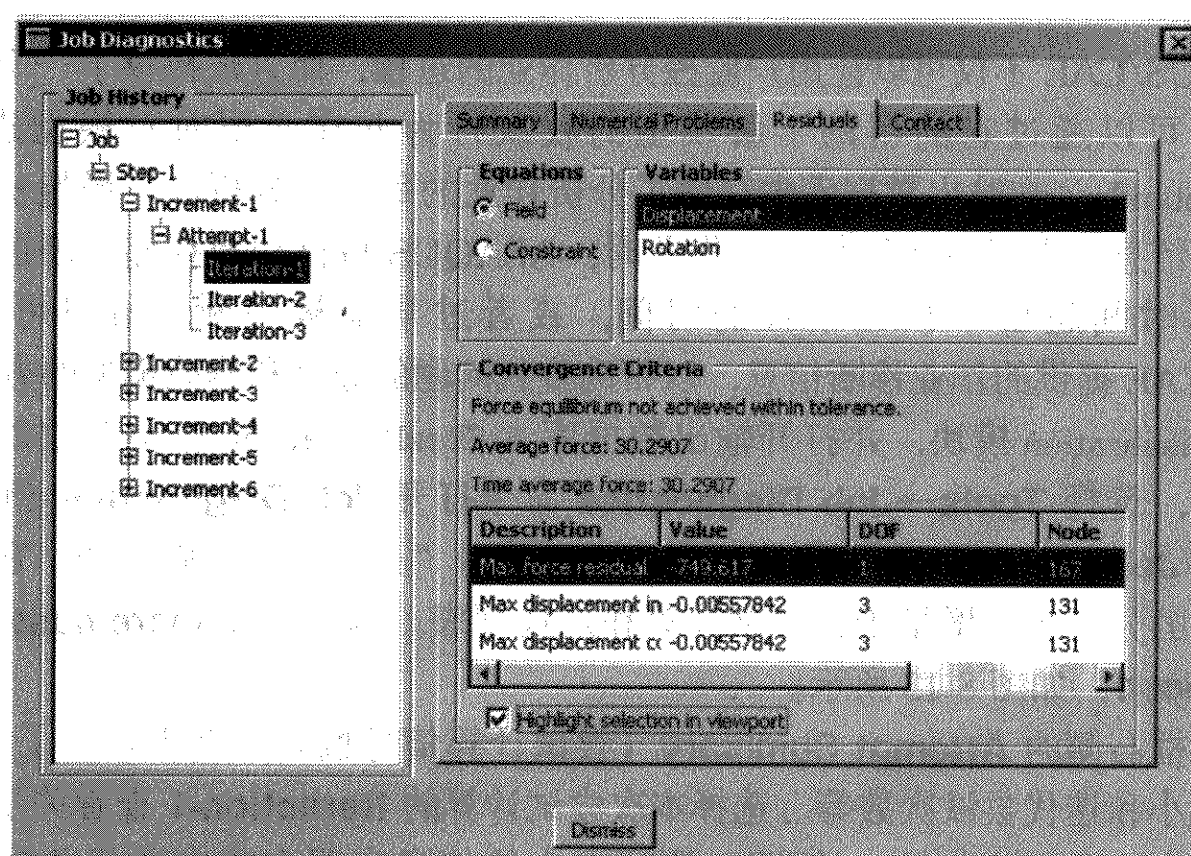 Job Diagnostics
Job History
Job
Step-1
Increment-1
Attempt-1
Iteration-1
Iteration-2
Iteration-3
Increment-2
Increment-3
Increment-4
Increment-5
Increment-6
Summary Numerical Problems Residuals Contact
Equations Variables
Field
Constraint
Displacement
Rotation
Convergence Criteria
Force equilibrium not achieved within tolerance.
Average force: 30.2907
Time average force: 30.2907
Description Value DOF Node
Max force residual -749.617 1 167
Max displacement in -0.00557842 3 131
Max displacement co -0.00557842 3 131
Highlight selection in viewport
Dismiss